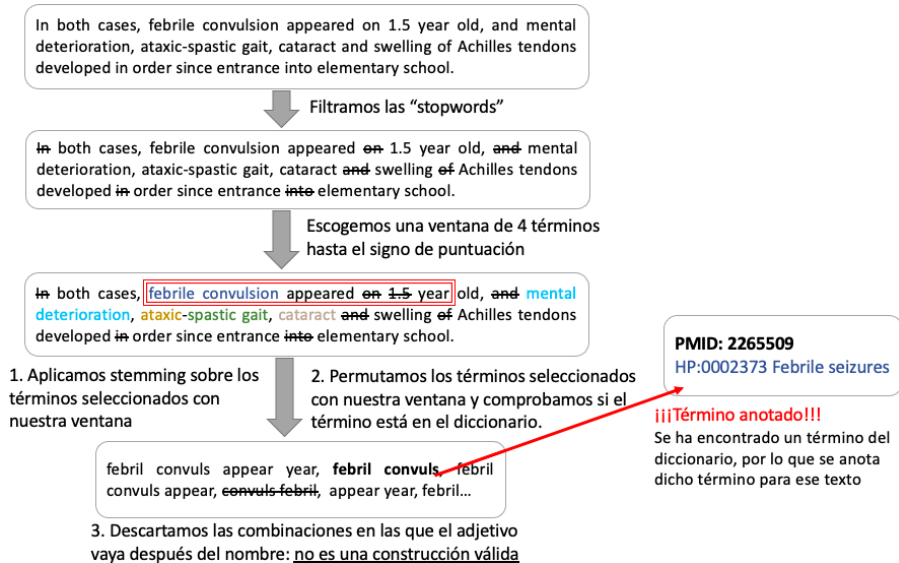 In both cases, febrile convulsion appeared on 1.5 year old, and mental
deterioration, ataxic-spastic gait, cataract and swelling of Achilles tendons
developed in order since entrance into elementary school.
Filtramos las “stopwords”
In both cases, febrile convulsion appeared on 1.5 year old, and mental
deterioration, ataxic-spastic gait, cataract and swelling of Achilles tendons
developed in order since entrance into elementary school.
Escogemos una ventana de 4 términos
hasta el signo de puntuación
In both cases, febrile convulsion appeared on 1.5 year old, and mental
deterioration, ataxic-spastic gait, cataract and swelling of Achilles tendons
developed in order since entrance into elementary school.
1. Aplicamos stemming sobre los
términos seleccionados con
nuestra ventana
2. Permutamos los términos seleccionados
con nuestra ventana y comprobamos si el
término está en el diccionario.
febril convuls appear year, febril convuls, febril
convuls appear, convuls febril, appear year, febril...
3. Descartamos las combinaciones en las que el adjetivo
vaya después del nombre: no es una construcción válida
PMID: 2265509
HP:0002373 Febrile seizures
¡¡¡Término anotado!!!
Se ha encontrado un término del
diccionario, por lo que se anota
dicho término para ese texto